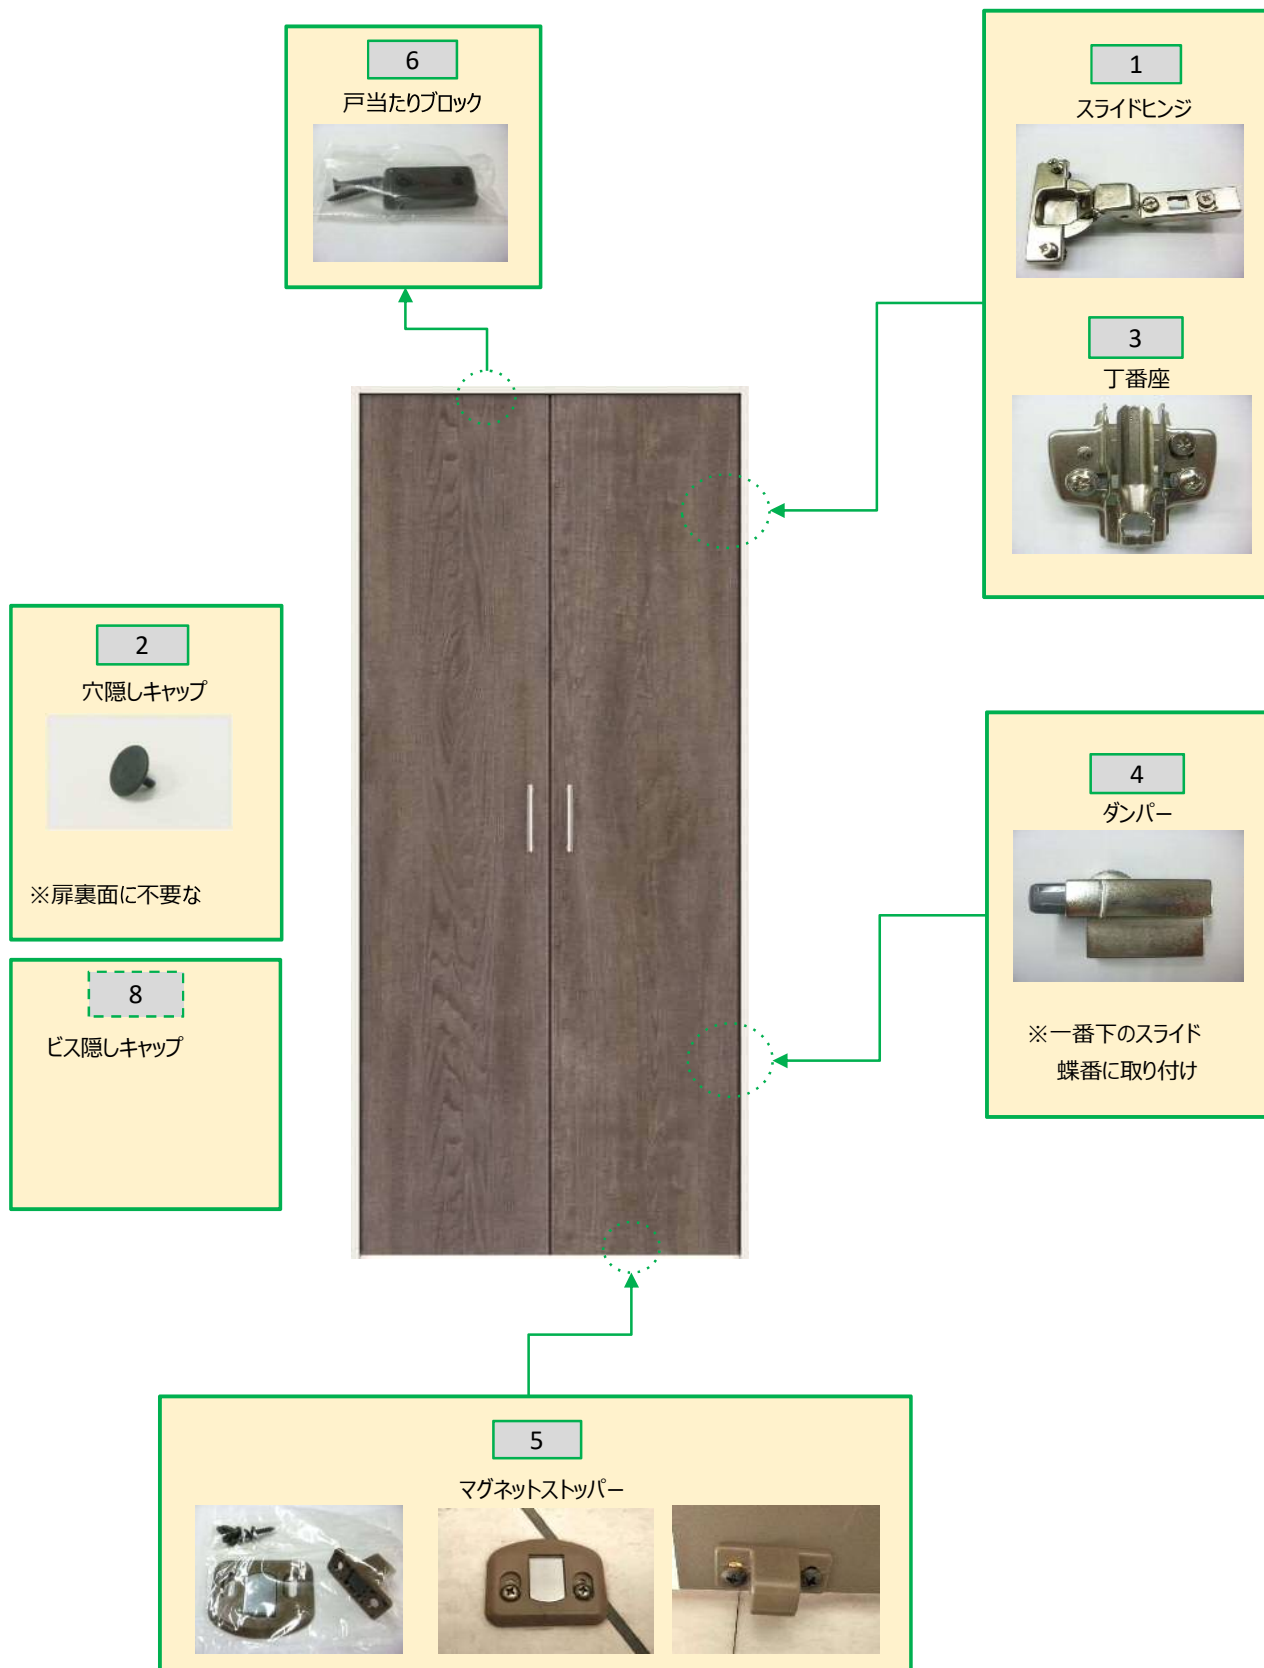 6
戸当たりブロック
1
スライドヒンジ
3
丁番座
2
穴隠しキャップ
※扉裏面に不要な
8
ビス隠しキャップ
4
ダンパー
※一番下のスライド
蝶番に取り付け
5
マグネットストッパー